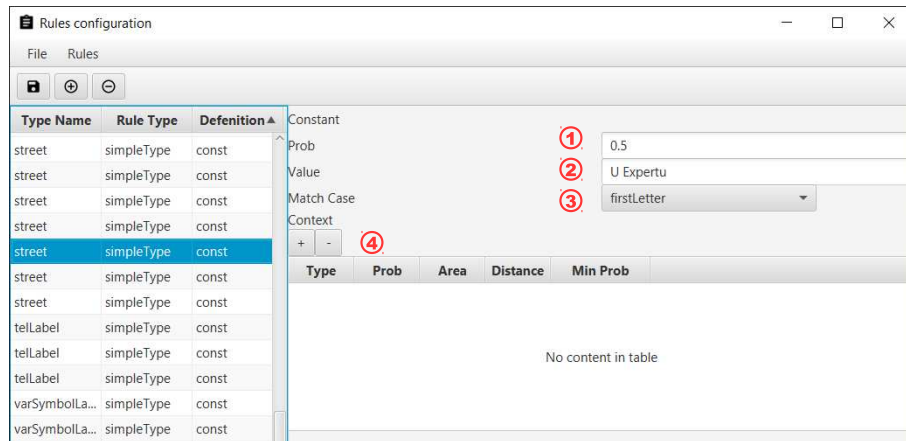 Rules configuration
File Rules
Type Name Rule Type Defenition
street simpleType const
street simpleType const
street simpleType const
street simpleType const
street simpleType const
street simpleType const
street simpleType const
telLabel simpleType const
telLabel simpleType const
telLabel simpleType const
varSymbolLa... simpleType const
varSymbolLa... simpleType const
Constant
Prob 1 0.5
Value 2 U Expertu
Match Case 3 firstLetter
Context
+ - 4
Type Prob Area Distance Min Prob
No content in table